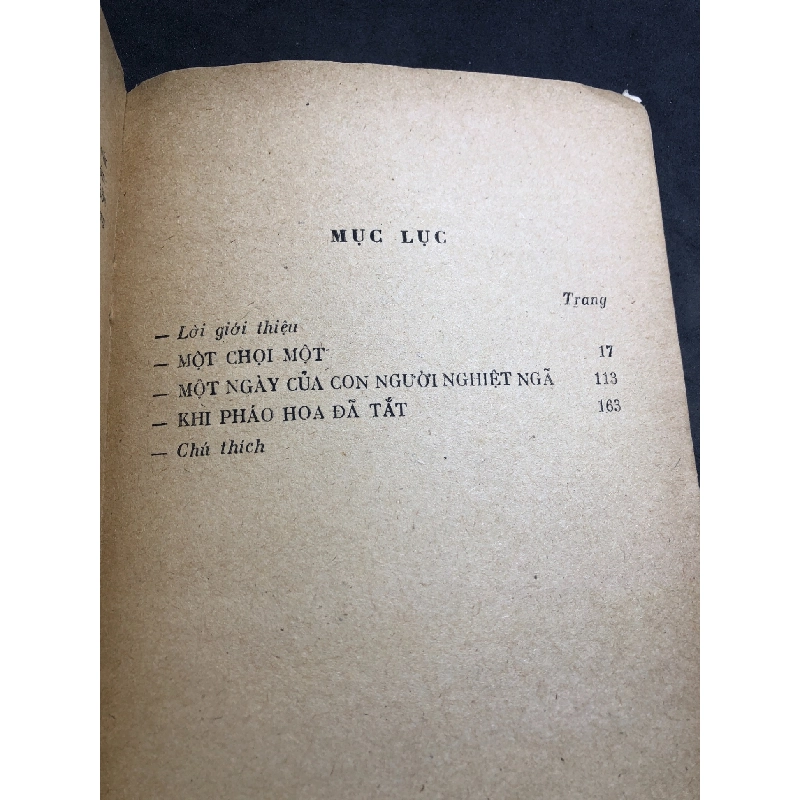 MỤC LỤC
Trang
— Lời giới thiệu
— MỘT CHỌI MỘT 17
— MỘT NGÀY CỦA CON NGƯỜI NGHIỆT NGÃ 113
— KHI PHÁO HOA ĐÃ TẮT 163
— Chú thích